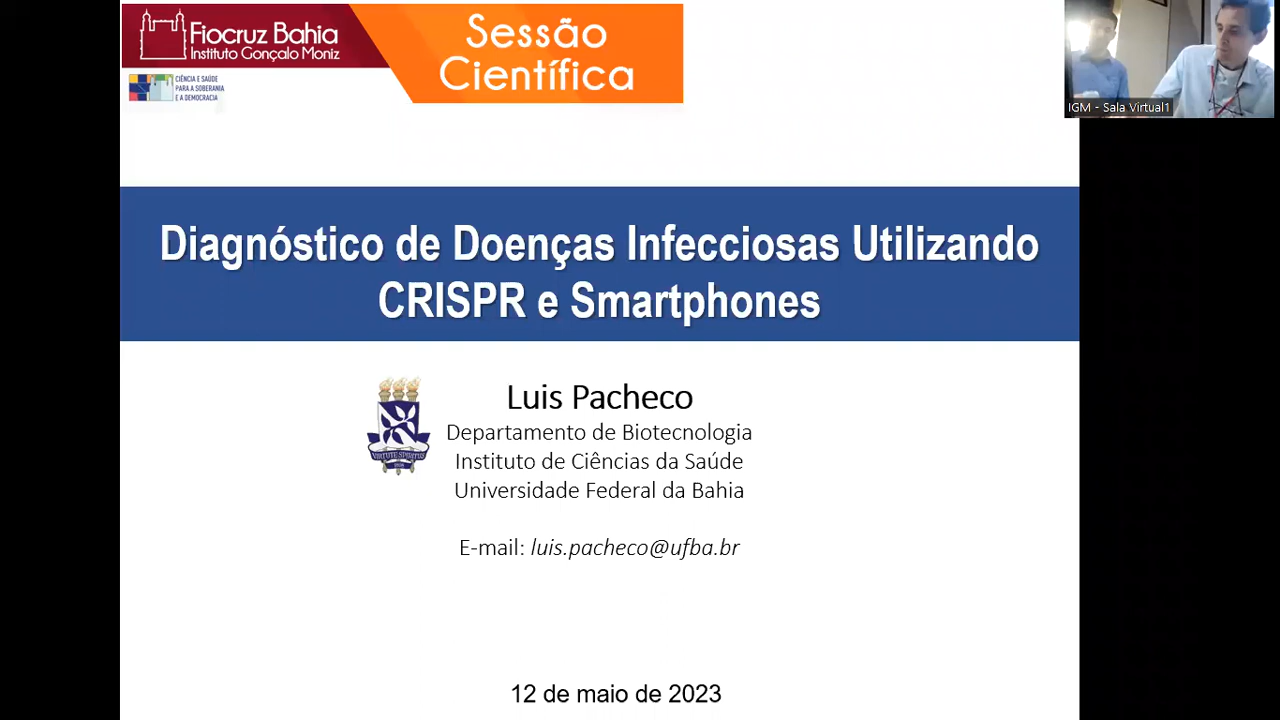 Fiocruz Bahia
Instituto Gonçalo Moniz
Sessão
Científica
CIÊNCIA E SAÚDE
PARA A SOBERANIA
E A DEMOCRACIA
IGM - Sala Virtual1
Diagnóstico de Doenças Infecciosas Utilizando
CRISPR e Smartphones
Luis Pacheco
Departamento de Biotecnologia
Instituto de Ciências da Saúde
Universidade Federal da Bahia
VIRTUTE SPIRITUS
E-mail: luis.pacheco@ufba.br
12 de maio de 2023